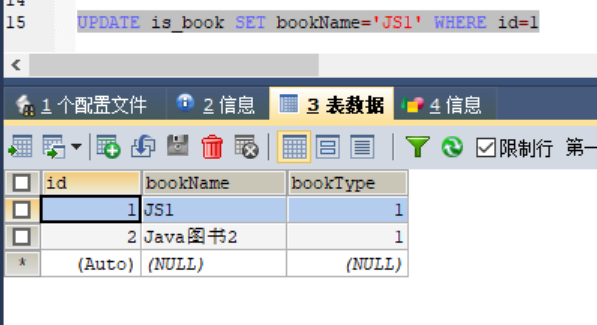 14
15 UPDATE is_book SET bookName='JS1' WHERE id=1
1 个配置文件 2 信息 3 表数据 4 信息
限制行 第一
id bookName bookType
1 JS1 1
2 Java图书2 1
* (Auto) (NULL) (NULL)